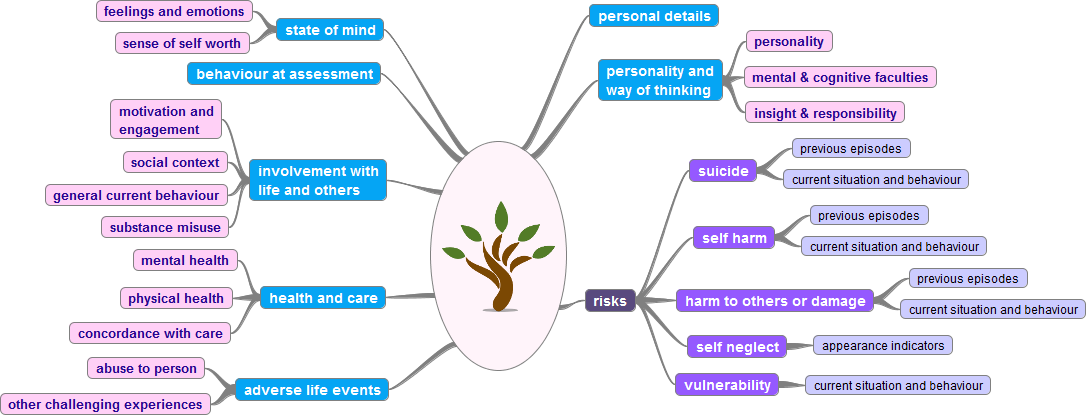 feelings and emotions
sense of self worth
state of mind
behaviour at assessment
motivation and
engagement
social context
general current behaviour
substance misuse
involvement with
life and others
mental health
physical health
concordance with care
health and care
abuse to person
other challenging experiences
adverse life events
personal details
personality and
way of thinking
personality
mental & cognitive faculties
insight & responsibility
risks
suicide
previous episodes
current situation and behaviour
self harm
previous episodes
current situation and behaviour
harm to others or damage
previous episodes
current situation and behaviour
self neglect
appearance indicators
vulnerability
current situation and behaviour